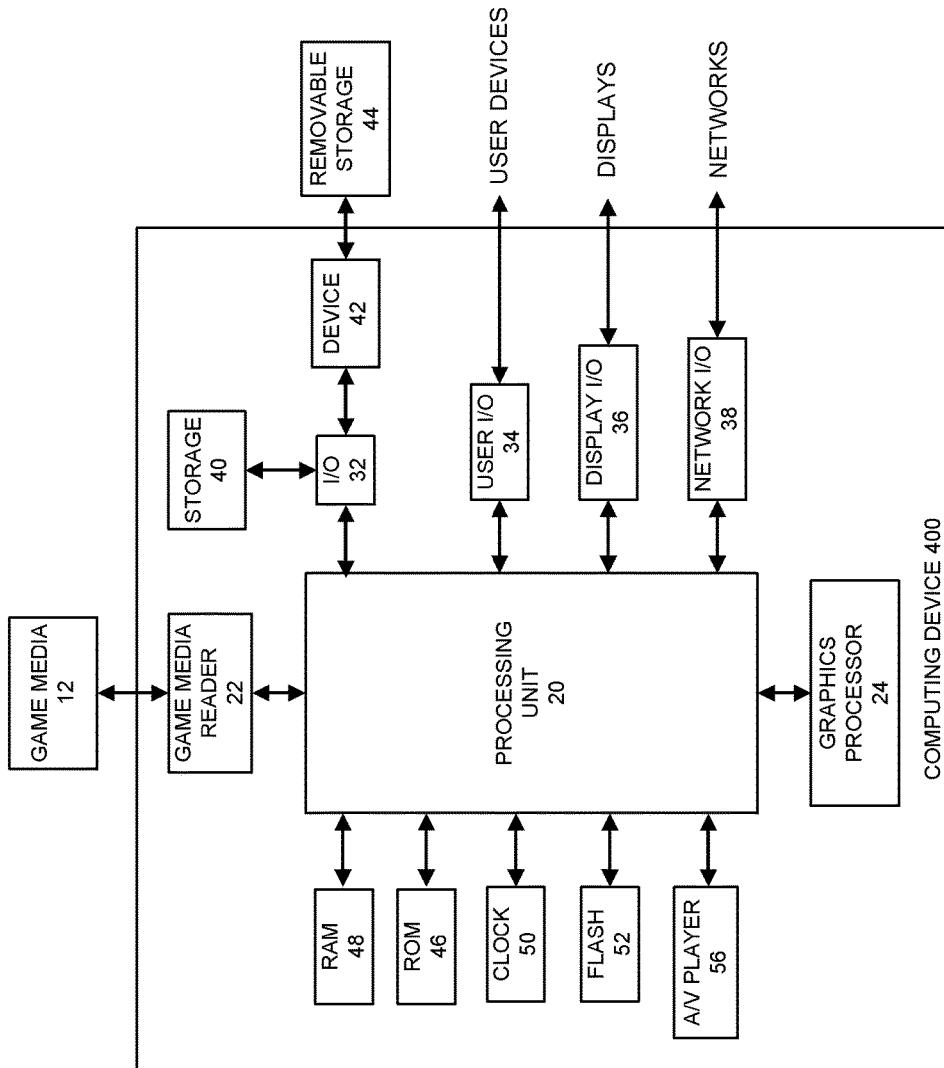 GAME MEDIA
12
GAME MEDIA
READER
22
STORAGE
40
I/O
32
DEVICE
42
REMOVABLE
STORAGE
44
RAM
48
ROM
46
CLOCK
50
FLASH
52
A/V PLAYER
56
PROCESSING
UNIT
20
USER I/O
34
USER DEVICES
DISPLAY I/O
36
DISPLAYS
NETWORK I/O
38
NETWORKS
GRAPHICS
PROCESSOR
24
COMPUTING DEVICE 400